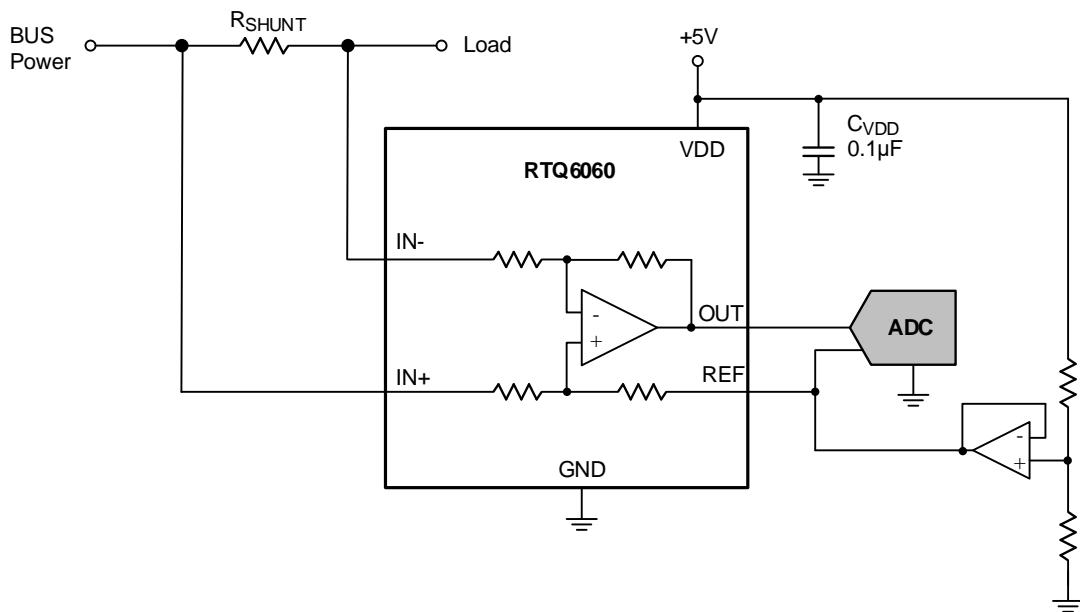 BUS
Power
RSHUNT
Load
+5V
CVDD
0.1µF
VDD
RTQ6060
IN-
-
+
OUT
ADC
IN+
REF
-
+
GND